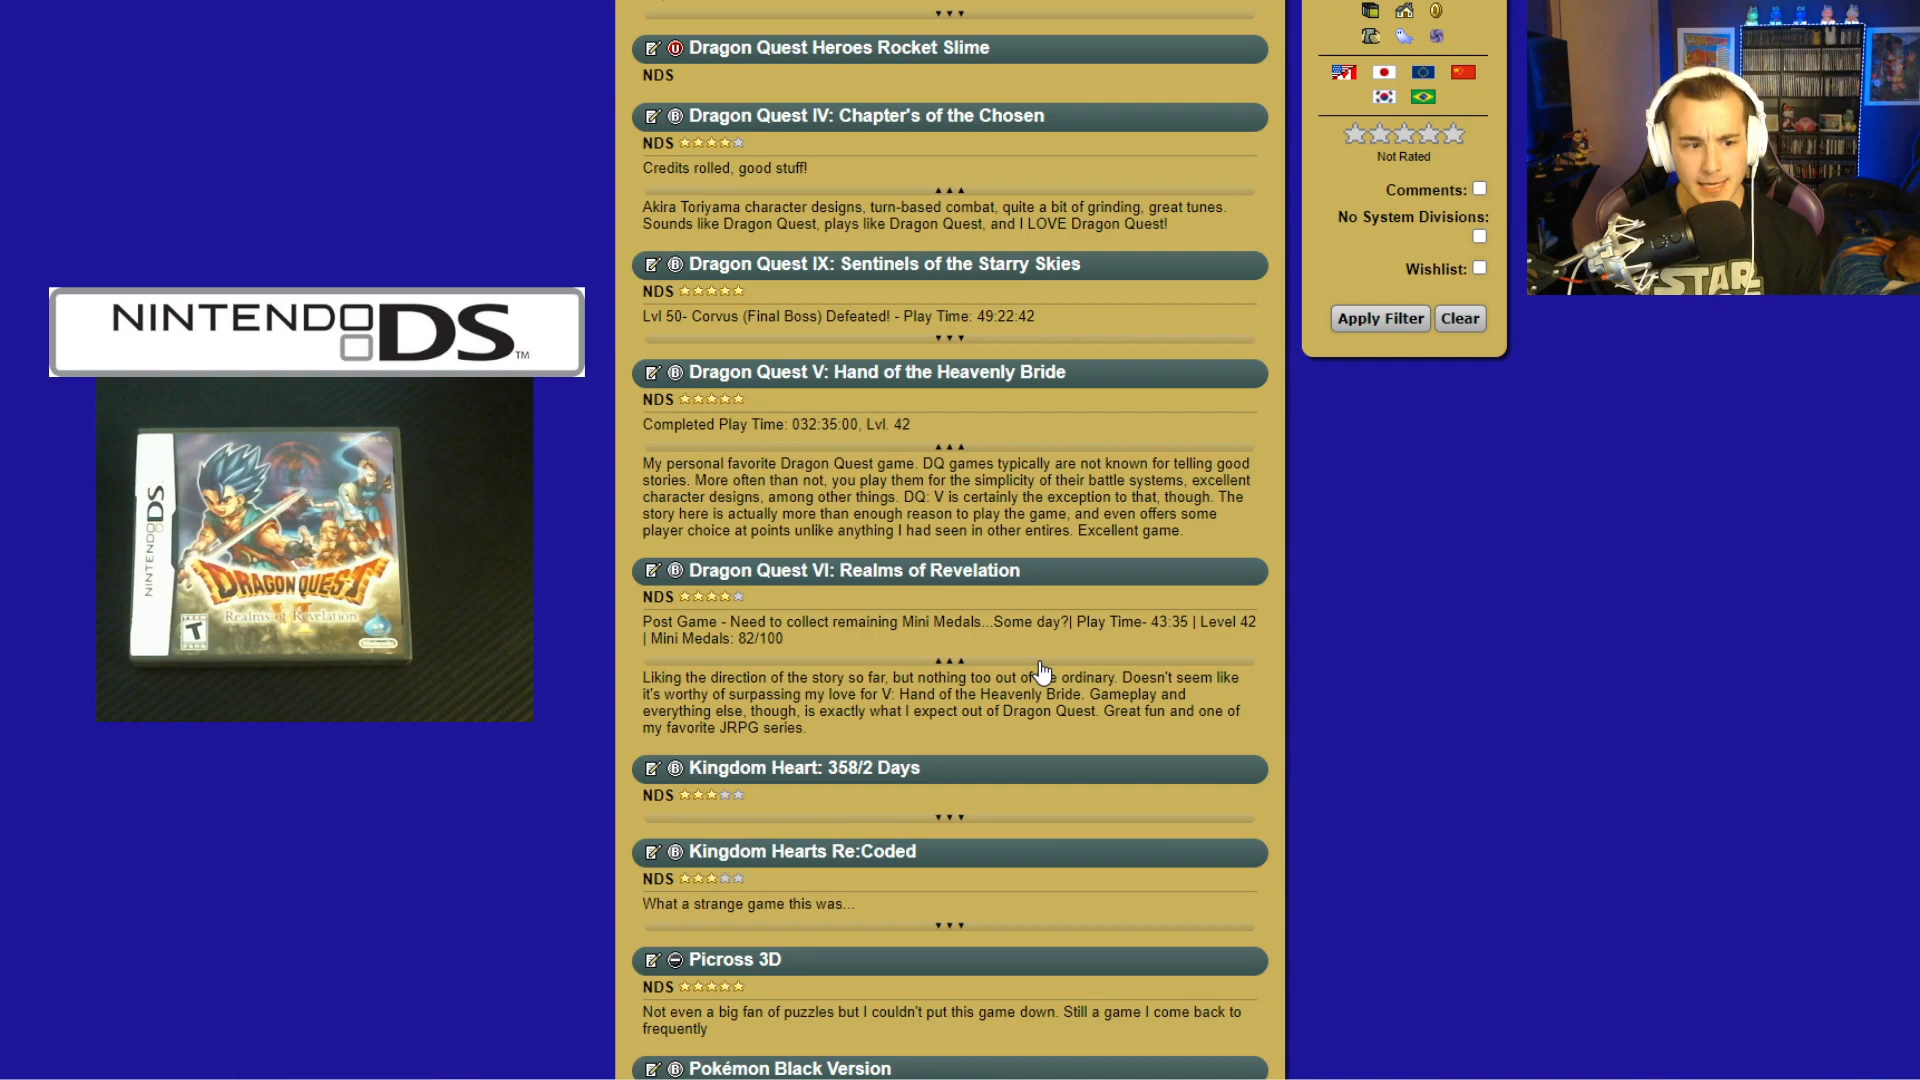 Dragon Quest Heroes Rocket Slime
NDS
Dragon Quest IV: Chapter's of the Chosen
NDS
Credits rolled, good stuff!
Akira Toriyama character designs, turn-based combat, quite a bit of grinding, great tunes.
Sounds like Dragon Quest, plays like Dragon Quest, and I LOVE Dragon Quest!
Dragon Quest IX: Sentinels of the Starry Skies
NDS
Lvl 50- Corvus (Final Boss) Defeated! - Play Time: 49:22:42
Dragon Quest V: Hand of the Heavenly Bride
NDS
Completed Play Time: 032:35:00, Lvl. 42
My personal favorite Dragon Quest game. DQ games typically are not known for telling good
stories. More often than not, you play them for the simplicity of their battle systems, excellent
character designs, among other things. DQ: V is certainly the exception to that, though. The
story here is actually more than enough reason to play the game, and even offers some
player choice at points unlike anything I had seen in other entires. Excellent game.
Dragon Quest VI: Realms of Revelation
NDS
Post Game - Need to collect remaining Mini Medals...Some day?| Play Time- 43:35 | Level 42
| Mini Medals: 82/100
Liking the direction of the story so far, but nothing too out of ordinary. Doesn't seem like
it's worthy of surpassing my love for V: Hand of the Heavenly Bride. Gameplay and
everything else, though, is exactly what I expect out of Dragon Quest. Great fun and one of
my favorite JRPG series.
Kingdom Heart: 358/2 Days
NDS
Kingdom Hearts Re:Coded
NDS
What a strange game this was...
Picross 3D
NDS
Not even a big fan of puzzles but I couldn't put this game down. Still a game I come back to
frequently
Pokémon Black Version
Not Rated
Comments:
No System Divisions:
Wishlist:
Apply Filter Clear
NINTENDO DS TM
NINTENDO DS
DRAGON QUEST
VI
Realms of Revelation
T
STAR